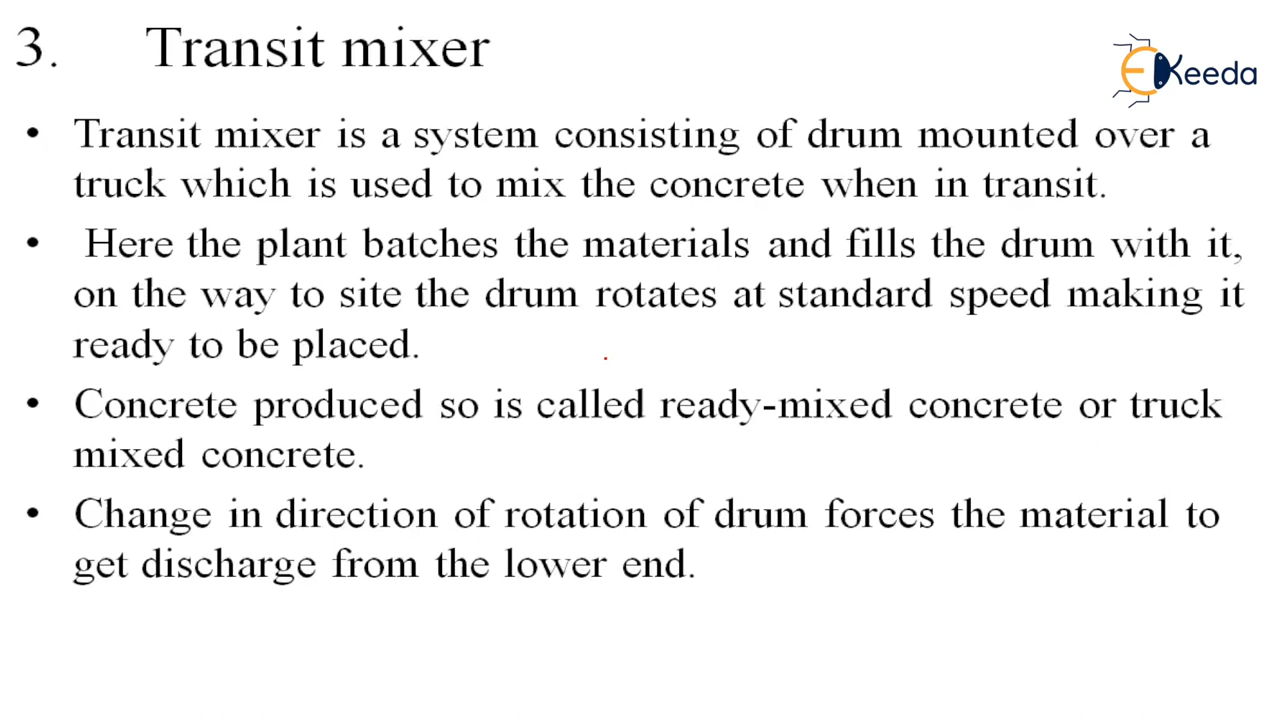 3. Transit mixer
EKeeda
• Transit mixer is a system consisting of drum mounted over a
truck which is used to mix the concrete when in transit.
• Here the plant batches the materials and fills the drum with it,
on the way to site the drum rotates at standard speed making it
ready to be placed.
• Concrete produced so is called ready-mixed concrete or truck
mixed concrete.
• Change in direction of rotation of drum forces the material to
get discharge from the lower end.